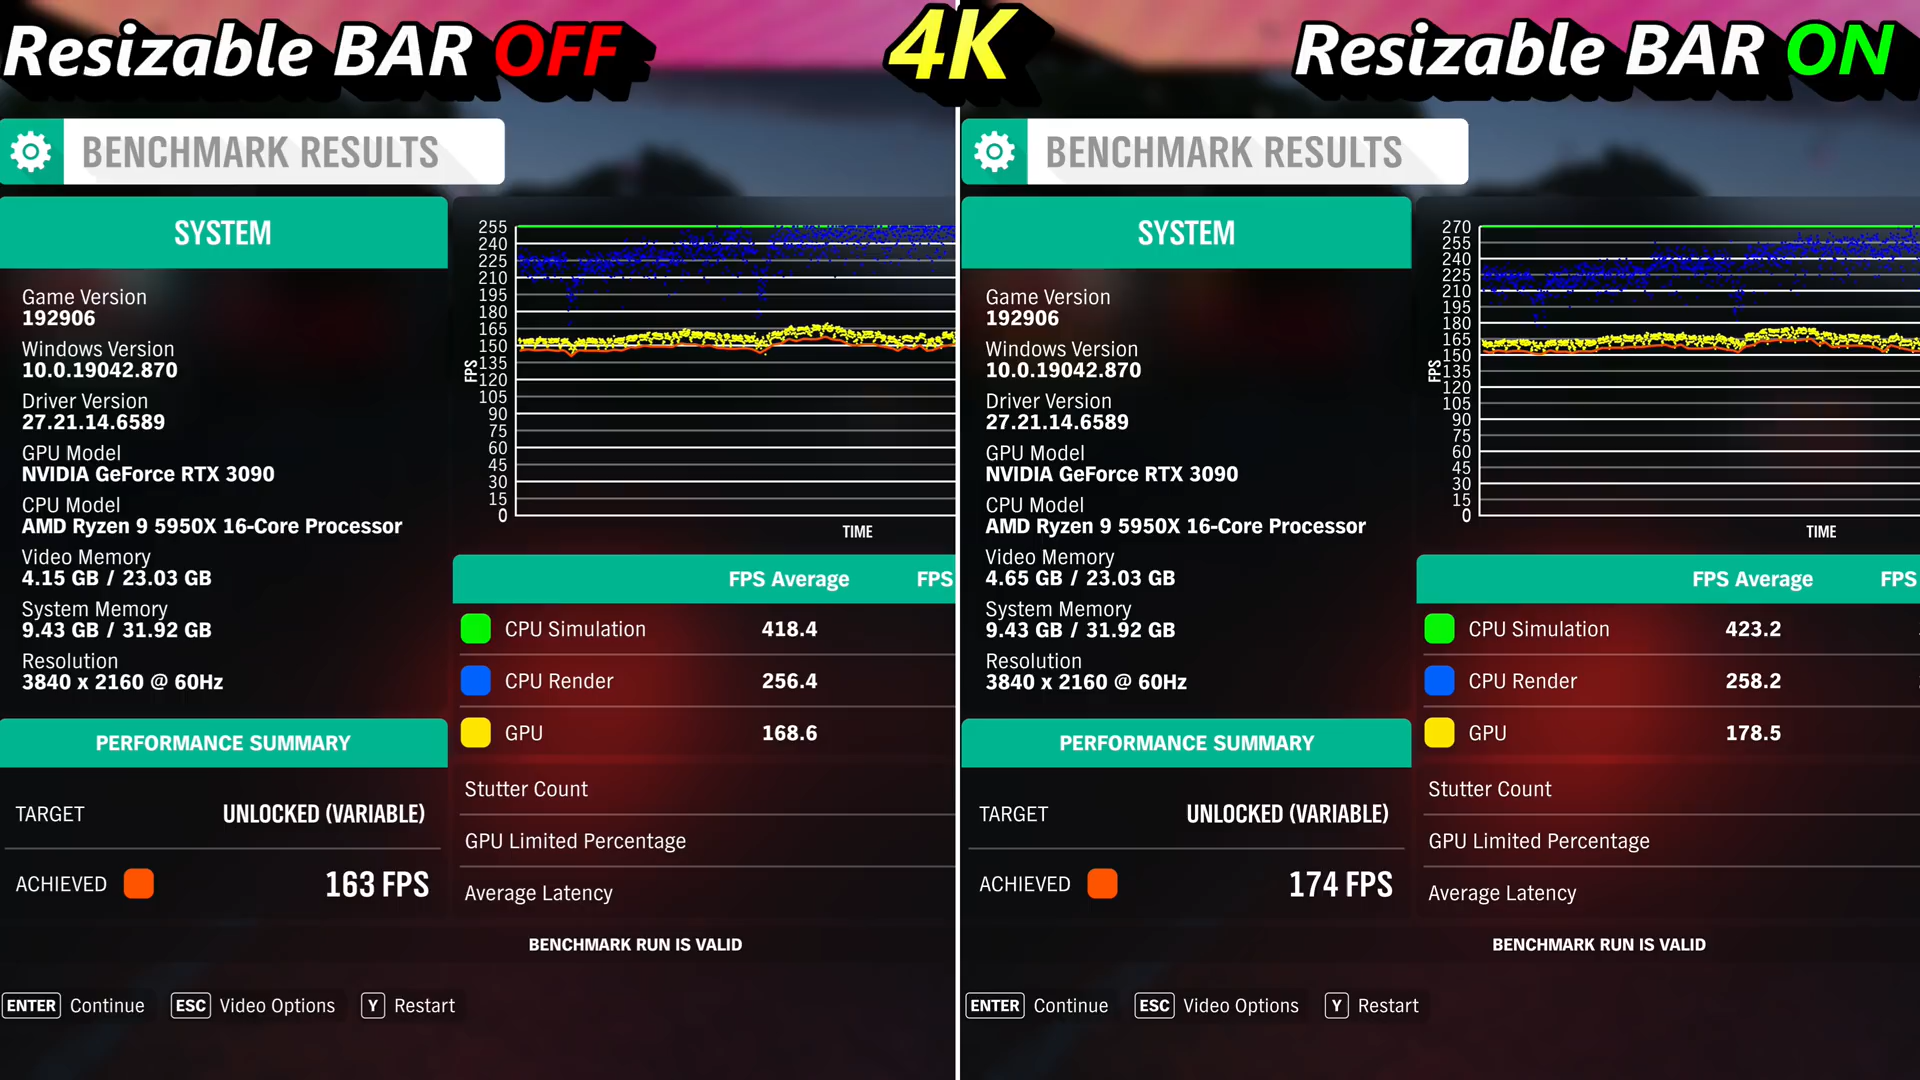 Resizable BAR OFF
4K
Resizable BAR ON
BENCHMARK RESULTS
SYSTEM
Game Version
192906
Windows Version
10.0.19042.870
Driver Version
27.21.14.6589
GPU Model
NVIDIA GeForce RTX 3090
CPU Model
AMD Ryzen 9 5950X 16-Core Processor
Video Memory
4.15 GB / 23.03 GB
System Memory
9.43 GB / 31.92 GB
Resolution
3840 x 2160 @ 60Hz
PERFORMANCE SUMMARY
TARGET UNLOCKED (VARIABLE)
ACHIEVED 163 FPS
255
240
225
210
195
180
165
150
135
120
105
90
75
60
45
30
15
0
FPS
TIME
FPS Average FPS
CPU Simulation 418.4
CPU Render 256.4
GPU 168.6
Stutter Count
GPU Limited Percentage
Average Latency
BENCHMARK RUN IS VALID
ENTER Continue ESC Video Options Y Restart
BENCHMARK RESULTS
SYSTEM
Game Version
192906
Windows Version
10.0.19042.870
Driver Version
27.21.14.6589
GPU Model
NVIDIA GeForce RTX 3090
CPU Model
AMD Ryzen 9 5950X 16-Core Processor
Video Memory
4.65 GB / 23.03 GB
System Memory
9.43 GB / 31.92 GB
Resolution
3840 x 2160 @ 60Hz
PERFORMANCE SUMMARY
TARGET UNLOCKED (VARIABLE)
ACHIEVED 174 FPS
270
255
240
225
210
195
180
165
150
135
120
105
90
75
60
45
30
15
0
FPS
TIME
FPS Average FPS
CPU Simulation 423.2
CPU Render 258.2
GPU 178.5
Stutter Count
GPU Limited Percentage
Average Latency
BENCHMARK RUN IS VALID
ENTER Continue ESC Video Options Y Restart